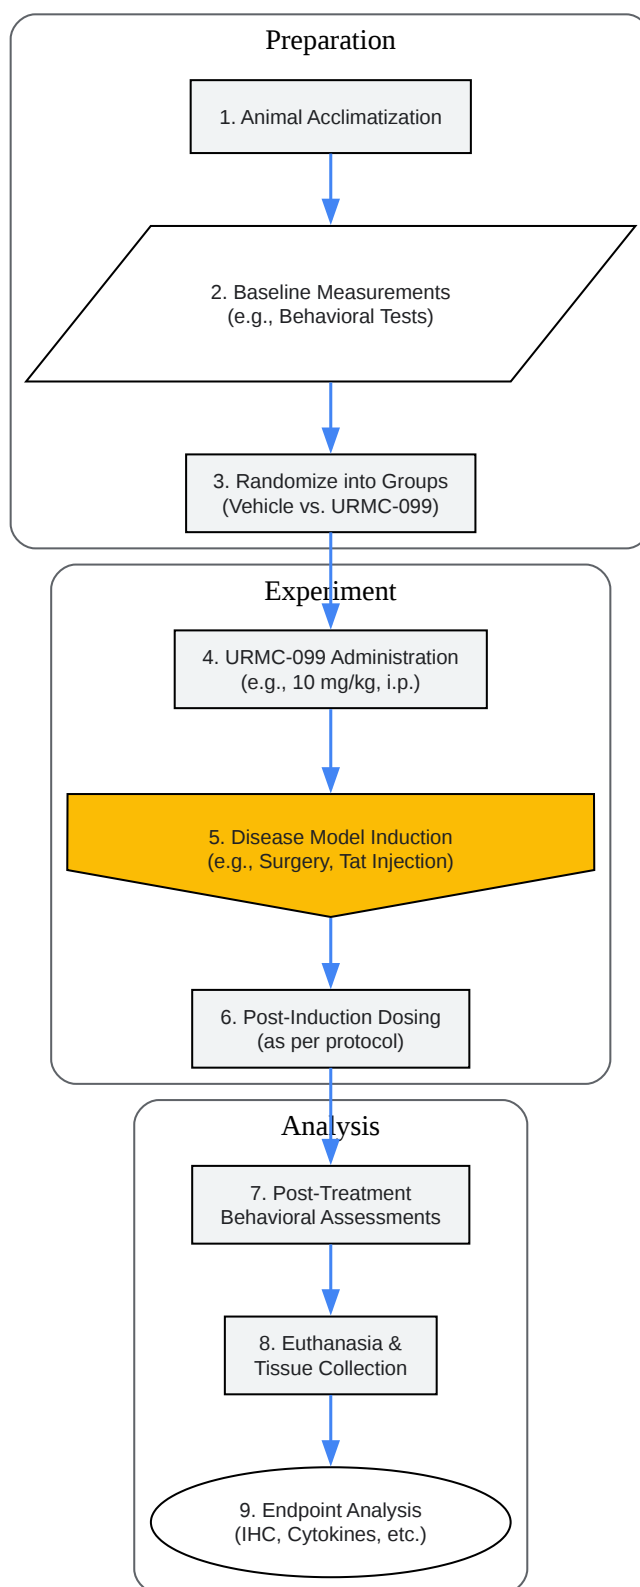 Preparation
1. Animal Acclimatization
2. Baseline Measurements
(e.g., Behavioral Tests)
3. Randomize into Groups
(Vehicle vs. URMC-099)
Experiment
4. URMC-099 Administration
(e.g., 10 mg/kg, i.p.)
5. Disease Model Induction
(e.g., Surgery, Tat Injection)
6. Post-Induction Dosing
(as per protocol)
Analysis
7. Post-Treatment
Behavioral Assessments
8. Euthanasia &
Tissue Collection
9. Endpoint Analysis
(IHC, Cytokines, etc.)